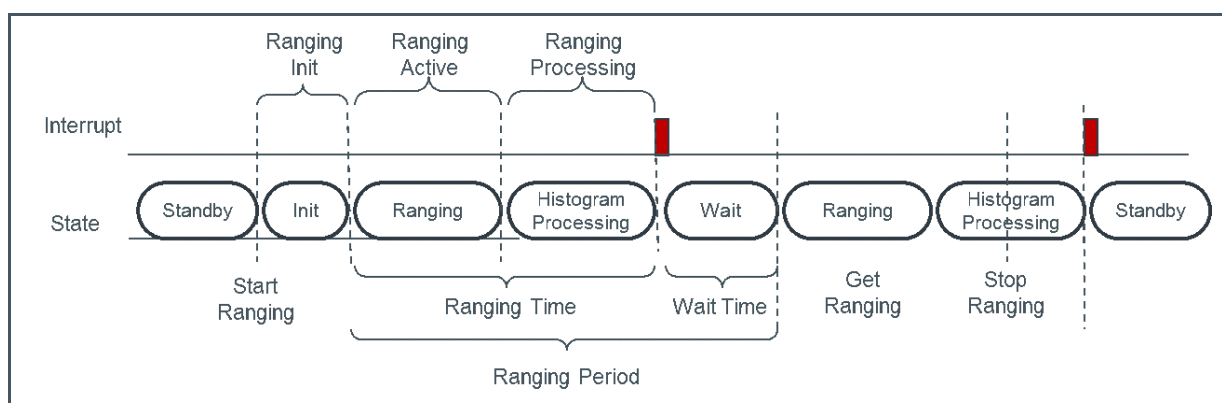 Ranging
Init
Ranging
Active
Ranging
Processing
Interrupt
State
Standby
Init
Ranging
Histogram
Processing
Wait
Ranging
Histogram
Processing
Standby
Start
Ranging
Ranging Time
Wait Time
Get
Ranging
Stop
Ranging
Ranging Period